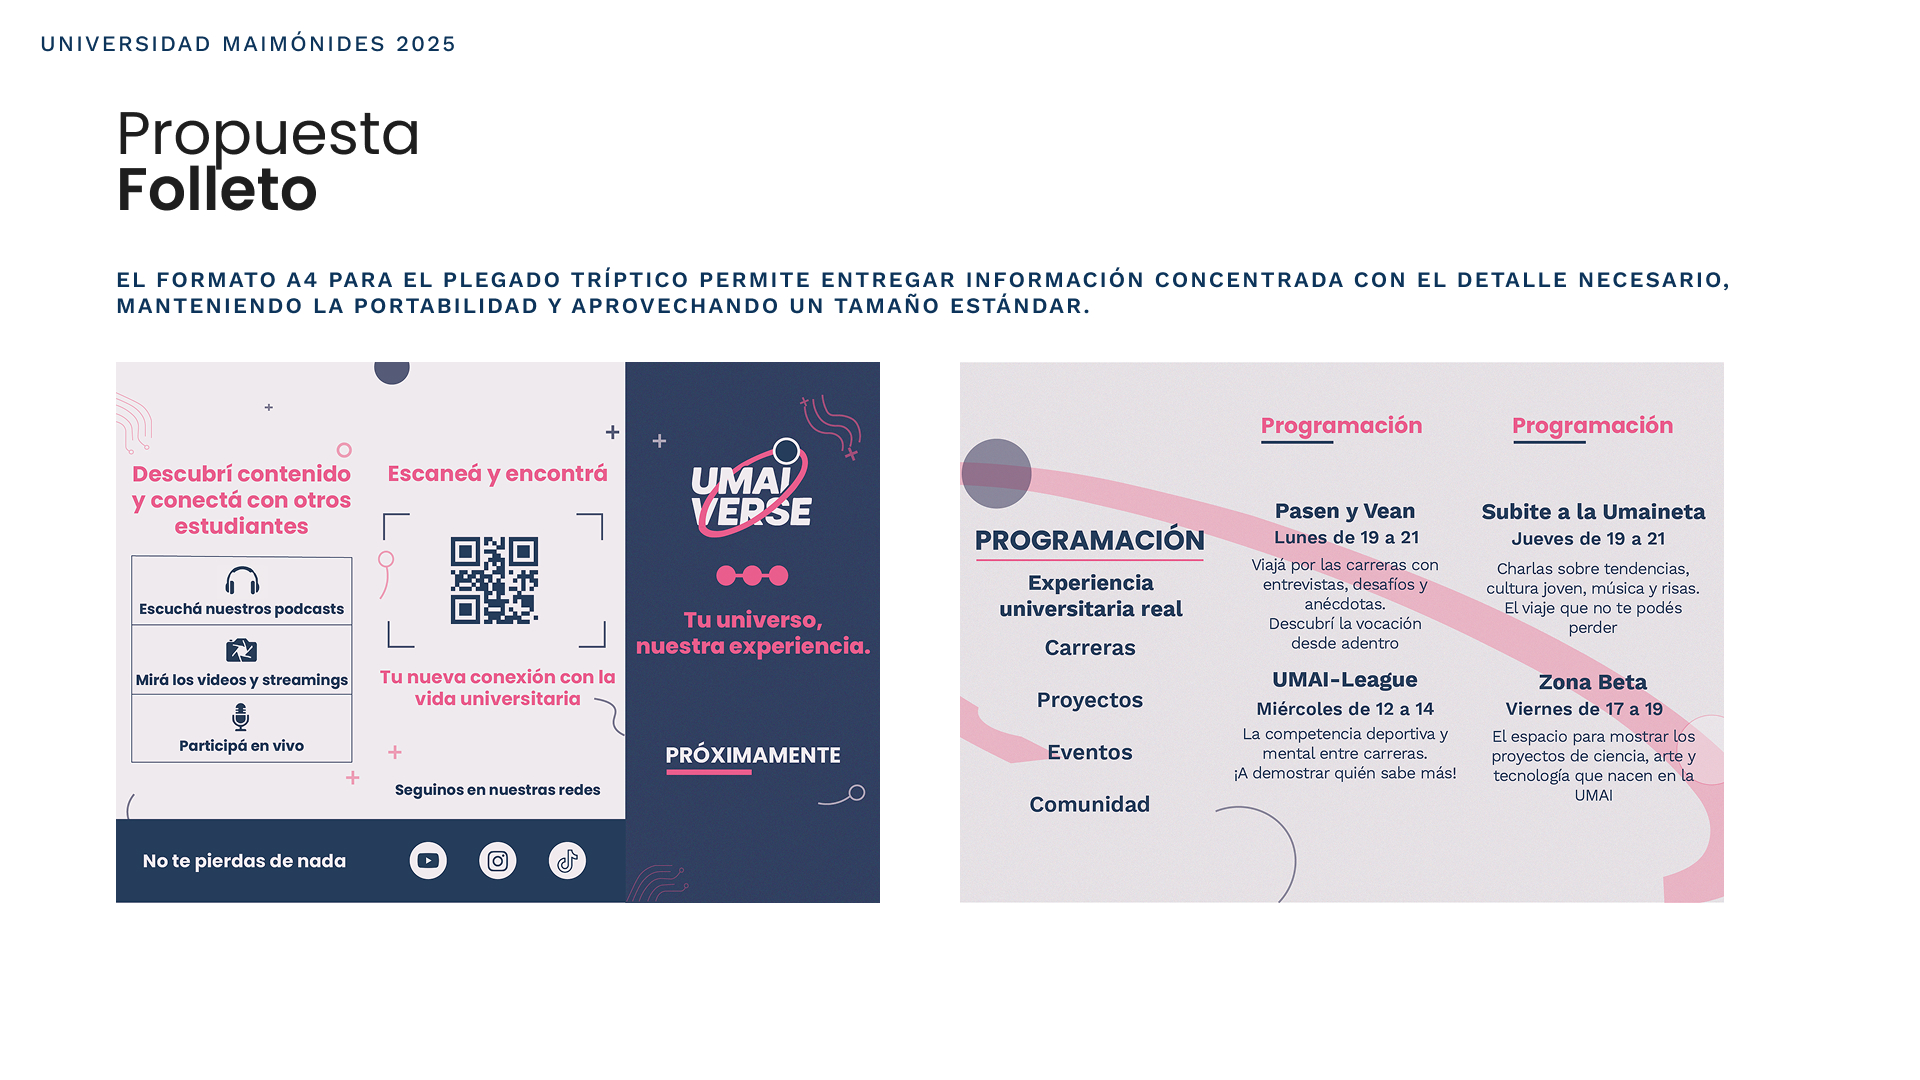 UNIVERSIDAD MAIMÓNIDES 2025
Propuesta
Folleto
EL FORMATO A4 PARA EL PLEGADO TRÍPTICO PERMITE ENTREGAR INFORMACIÓN CONCENTRADA CON EL DETALLE NECESARIO,
MANTENIENDO LA PORTABILIDAD Y APROVECHANDO UN TAMAÑO ESTÁNDAR.
Descubrí contenido
y conectá con otros
estudiantes
Escuchá nuestros podcasts
Mirá los videos y streamings
Participá en vivo
No te pierdas de nada
Escaneá y encontrá
Tu nueva conexión con la
vida universitaria
Seguinos en nuestras redes
UMAI
VERSE
Tu universo,
nuestra experiencia.
PRÓXIMAMENTE
PROGRAMACIÓN
Experiencia
universitaria real
Carreras
Proyectos
Eventos
Comunidad
Programación
Pasen y Vean
Lunes de 19 a 21
Viajá por las carreras con
entrevistas, desafíos y
anécdotas.
Descubrí la vocación
desde adentro
UMAI-League
Miércoles de 12 a 14
La competencia deportiva y
mental entre carreras.
¡A demostrar quién sabe más!
Programación
Subite a la Umaineta
Jueves de 19 a 21
Charlas sobre tendencias,
cultura joven, música y risas.
El viaje que no te podés
perder
Zona Beta
Viernes de 17 a 19
El espacio para mostrar los
proyectos de ciencia, arte y
tecnología que nacen en la
UMAI